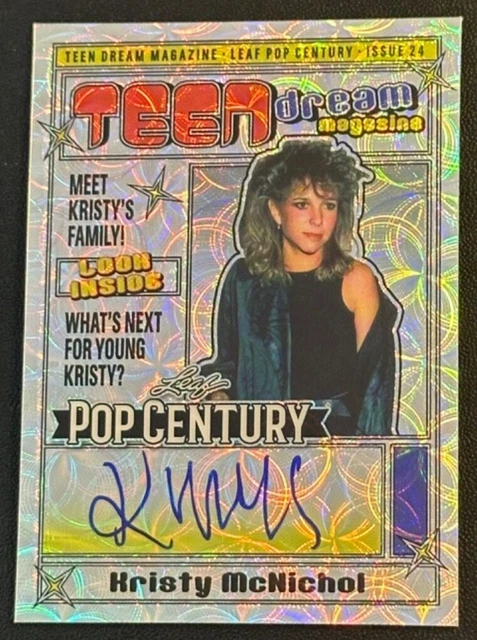 TEEN DREAM MAGAZINE · LEAF POP CENTURY · ISSUE 24
TEEN dream
magazine
MEET
KRISTY'S
FAMILY!
LOOK
INSIDE
WHAT'S NEXT
FOR YOUNG
KRISTY?
Leaf
POP CENTURY
Kristy McNichol